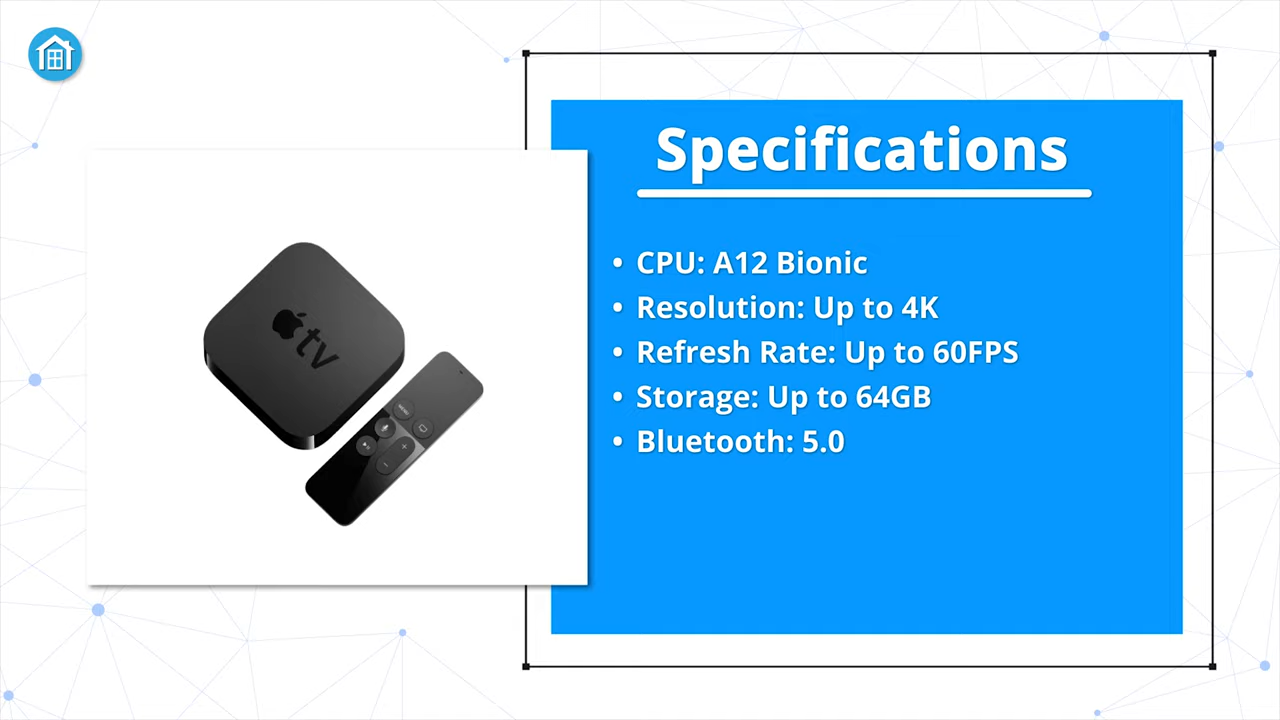 Specifications
• CPU: A12 Bionic
• Resolution: Up to 4K
• Refresh Rate: Up to 60FPS
• Storage: Up to 64GB
• Bluetooth: 5.0
tv
MENU